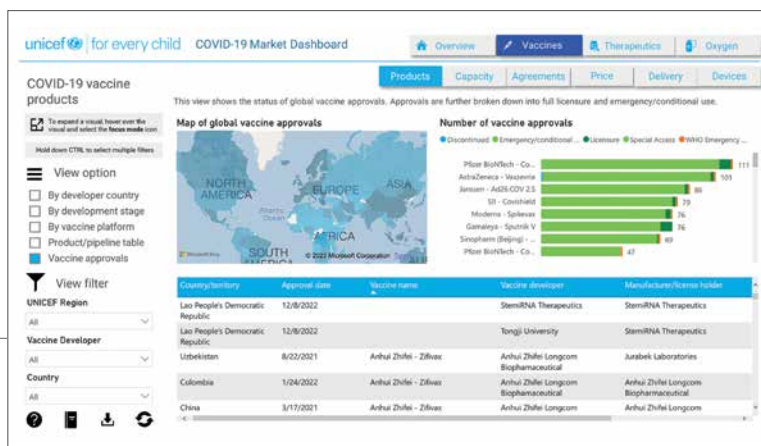 unicef for every child
COVID-19 Market Dashboard
Overview
Vaccines
Therapeutics
Oxygen
Products
Capacity
Agreements
Price
Delivery
Devices
COVID-19 vaccine
products
To expand a visual, hover over the
visual and select the focus mode icon
Hold down CTRL to select multiple filters
View option
By developer country
By development stage
By vaccine platform
Product/pipeline table
Vaccine approvals
View filter
UNICEF Region
All
Vaccine Developer
All
Country
All
This view shows the status of global vaccine approvals. Approvals are further broken down into full licensure and emergency/conditional use.
Map of global vaccine approvals
NORTH
AMERICA
EUROPE
ASIA
Atlantic
Ocean
AFRICA
SOUTH
AMERICA
© 2022 Microsoft Corporation
Number of vaccine approvals
Discontinued
Emergency/conditional ...
Licensure
Special Access
WHO Emergency ...
Pfizer BioNTech - Co... 111
AstraZeneca - Vaxzevria 103
Janssen - Ad26.COV 2.S 86
SII - Covishield 79
Moderna - Spikevax 76
Gamaleya - Sputnik V 76
Sinopharm (Beijing) - ... 69
Pfizer BioNTech - Co... 47
Country/territory Approval date Vaccine name Vaccine developer Manufacturer/license holder
Lao People's Democratic
Republic 12/8/2022 StemiRNA Therapeutics StemiRNA Therapeutics
Lao People's Democratic
Republic 12/8/2022 Tongji University StemiRNA Therapeutics
Uzbekistan 8/22/2021 Anhui Zhifei - Zifivax Anhui Zhifei Longcom
Biopharmaceutical Jurabek Laboratories
Colombia 1/24/2022 Anhui Zhifei - Zifivax Anhui Zhifei Longcom
Biopharmaceutical Anhui Zhifei Longcom
Biopharmaceutical
China 3/17/2021 Anhui Zhifei - Zifivax Anhui Zhifei Longcom Anhui Zhifei Longcom